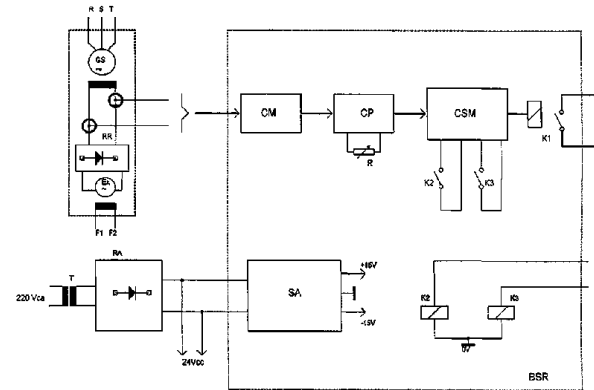 R S T
GS
RR
EA
F1 F2
CM
CP
R
CSM
K2
K3
K1
220 Vca
T
RA
24Vcc
SA
+15V
-15V
K2
K3
0V
BSR